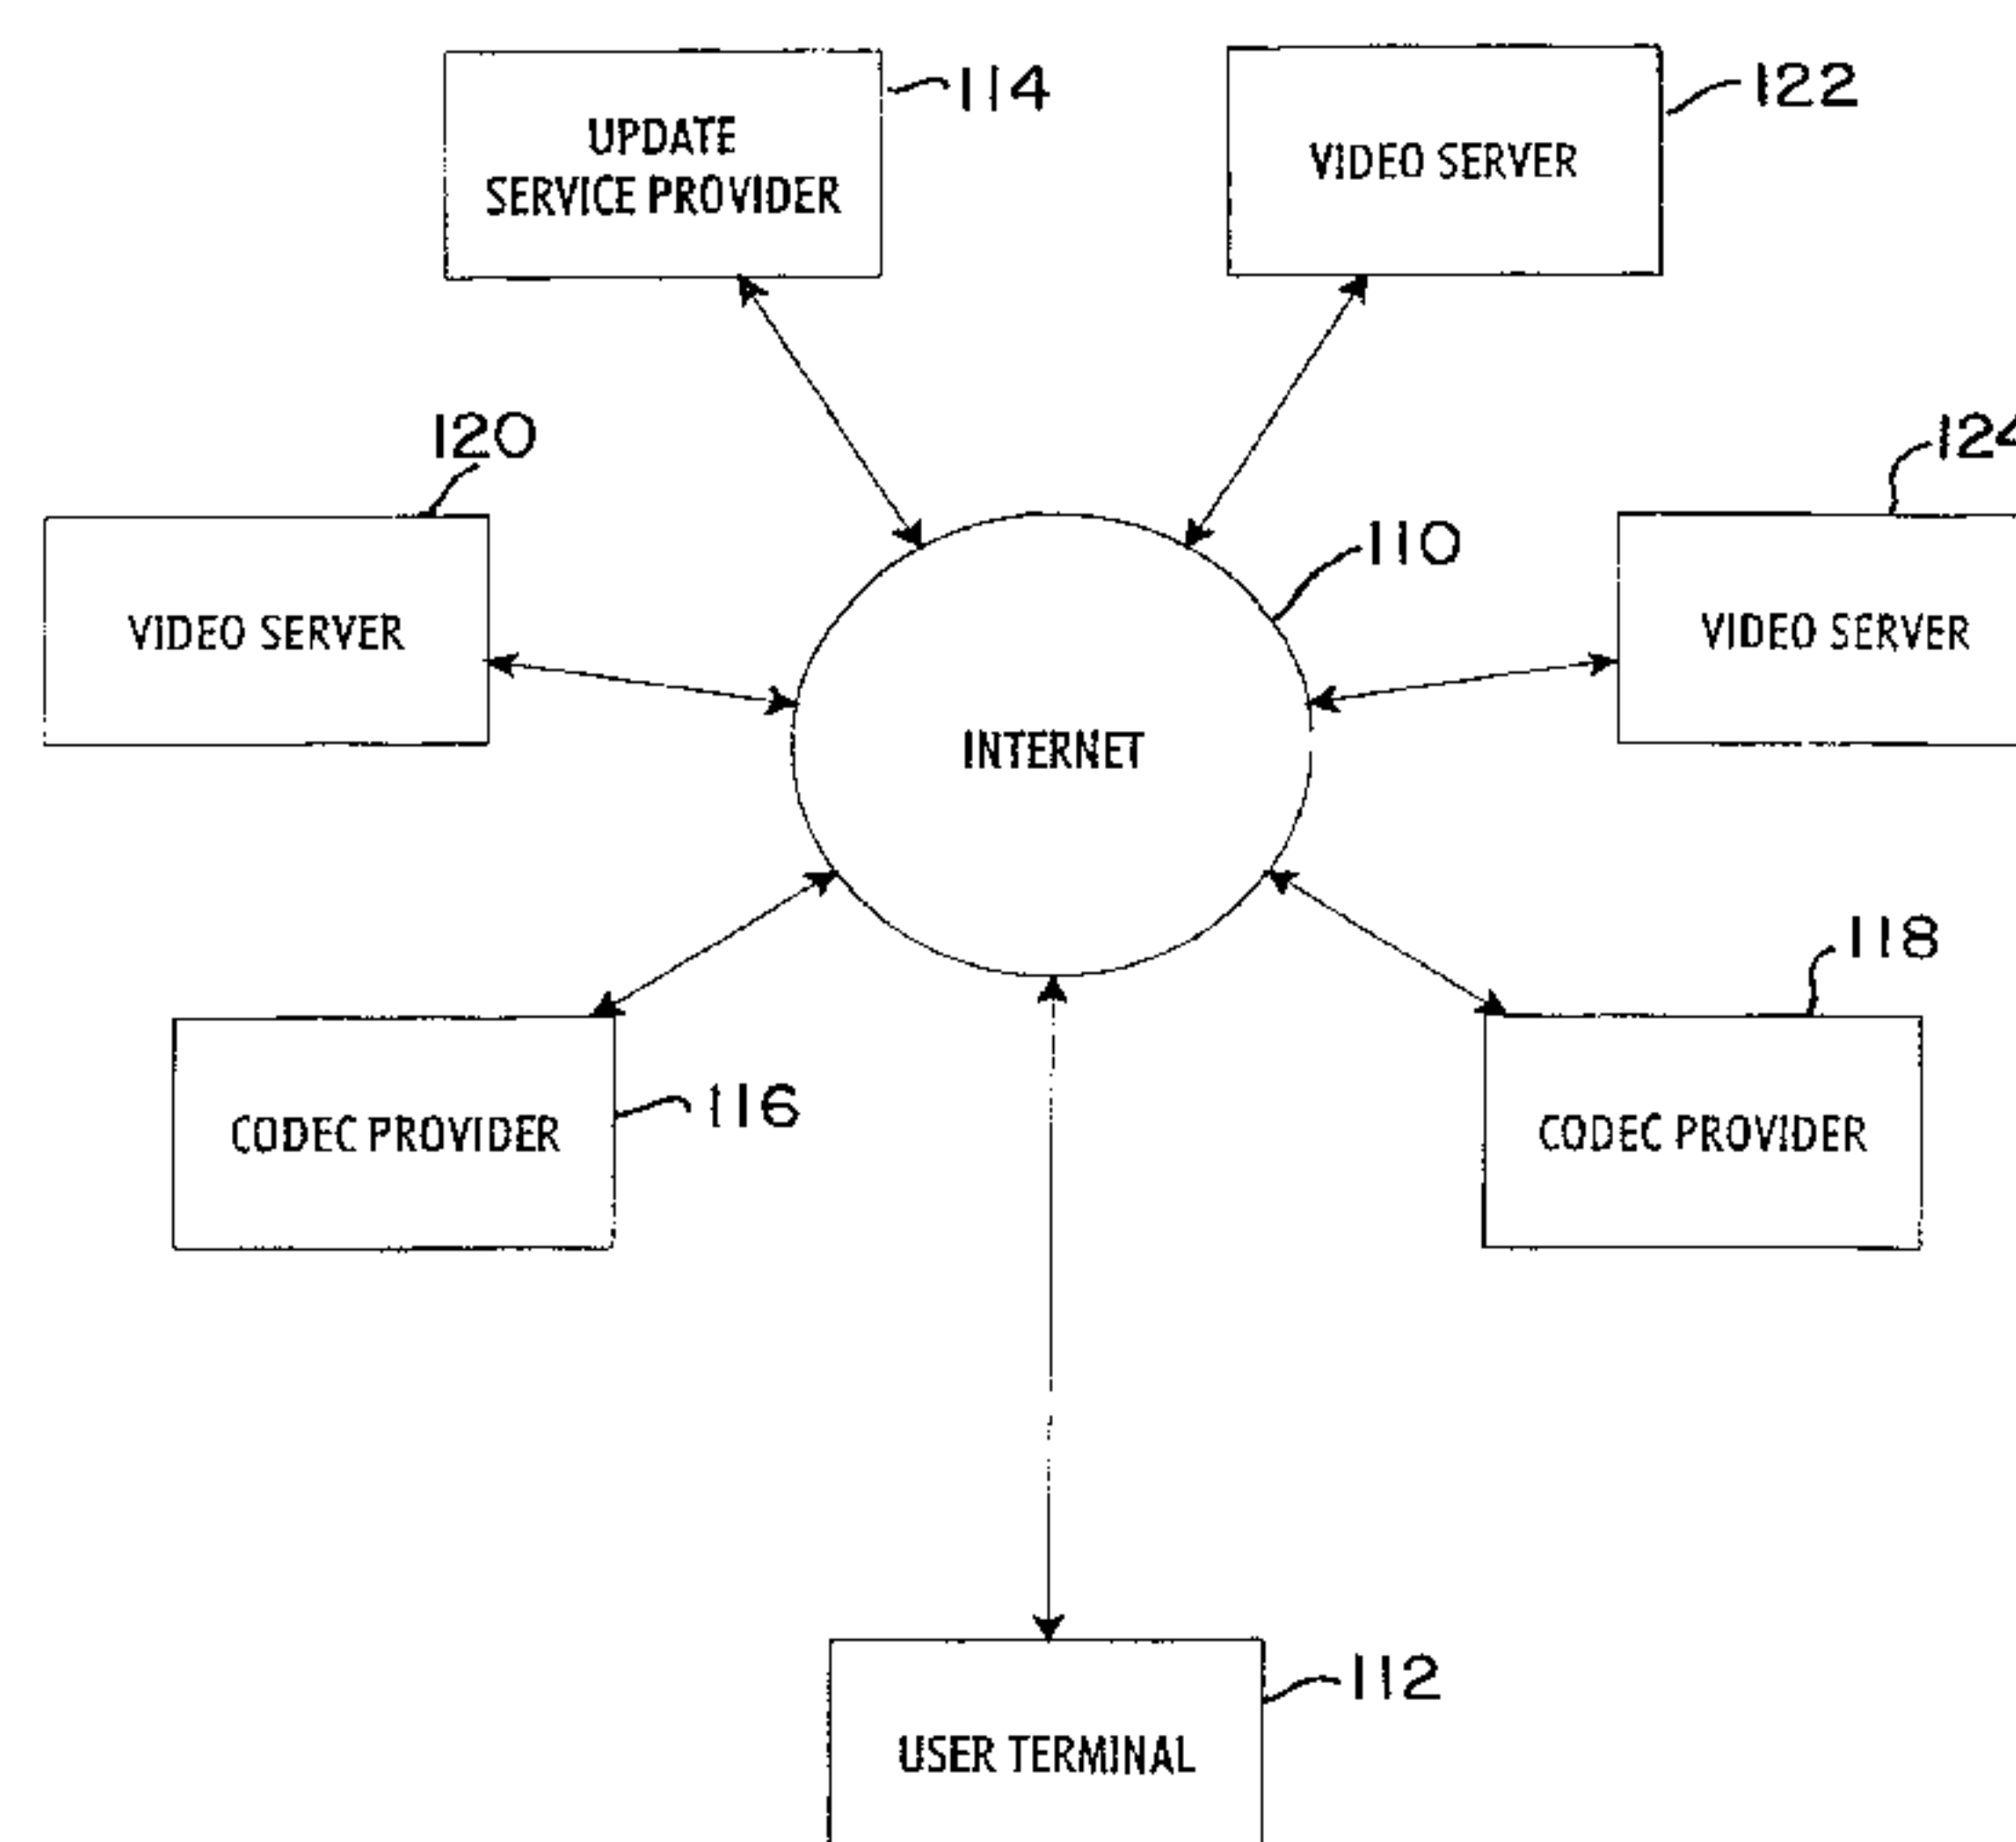 114
UPDATE
SERVICE PROVIDER
122
VIDEO SERVER
120
VIDEO SERVER
110
INTERNET
124
VIDEO SERVER
116
CODEC PROVIDER
118
CODEC PROVIDER
112
USER TERMINAL